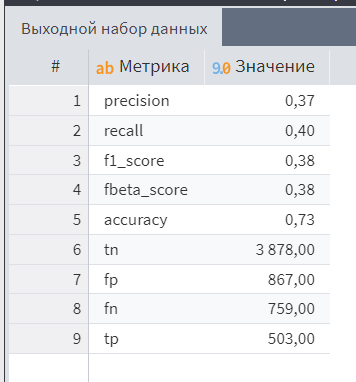 Выходной набор данных
# ab Метрика 9.0 Значение
1 precision 0,37
2 recall 0,40
3 f1_score 0,38
4 fbeta_score 0,38
5 accuracy 0,73
6 tn 3 878,00
7 fp 867,00
8 fn 759,00
9 tp 503,00